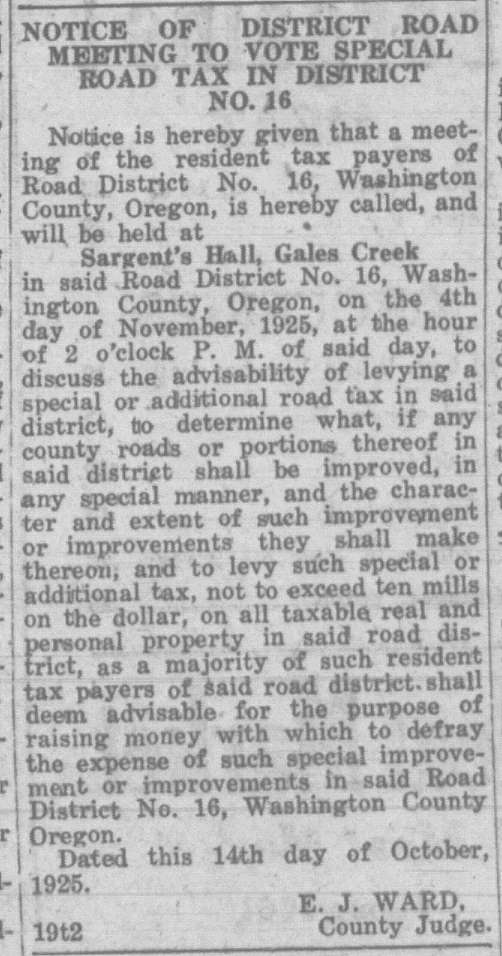 NOTICE OF DISTRICT ROAD
MEETING TO VOTE SPECIAL
ROAD TAX IN DISTRICT
NO. 16
Notice is hereby given that a meet-
ing of the resident tax payers of
Road District No. 16, Washington
County, Oregon, is hereby called, and
will be held at
Sargent's Hall, Gales Creek
in said Road District No. 16, Wash-
ington County, Oregon, on the 4th
day of November, 1925, at the hour
of 2 o'clock P. M. of said day, to
discuss the advisability of levying a
special or additional road tax in said
district, to determine what, if any
county roads or portions thereof in
said district shall be improved, in
any special manner, and the charac-
ter and extent of such improvement
or improvements they shall make
thereon, and to levy such special or
additional tax, not to exceed ten mills
on the dollar, on all taxable real and
personal property in said road dis-
trict, as a majority of such resident
tax payers of said road district shall
deem advisable for the purpose of
raising money with which to defray
the expense of such special improve-
ment or improvements in said Road
District No. 16, Washington County
Oregon.
Dated this 14th day of October,
1925.
E. J. WARD,
19t2 County Judge.